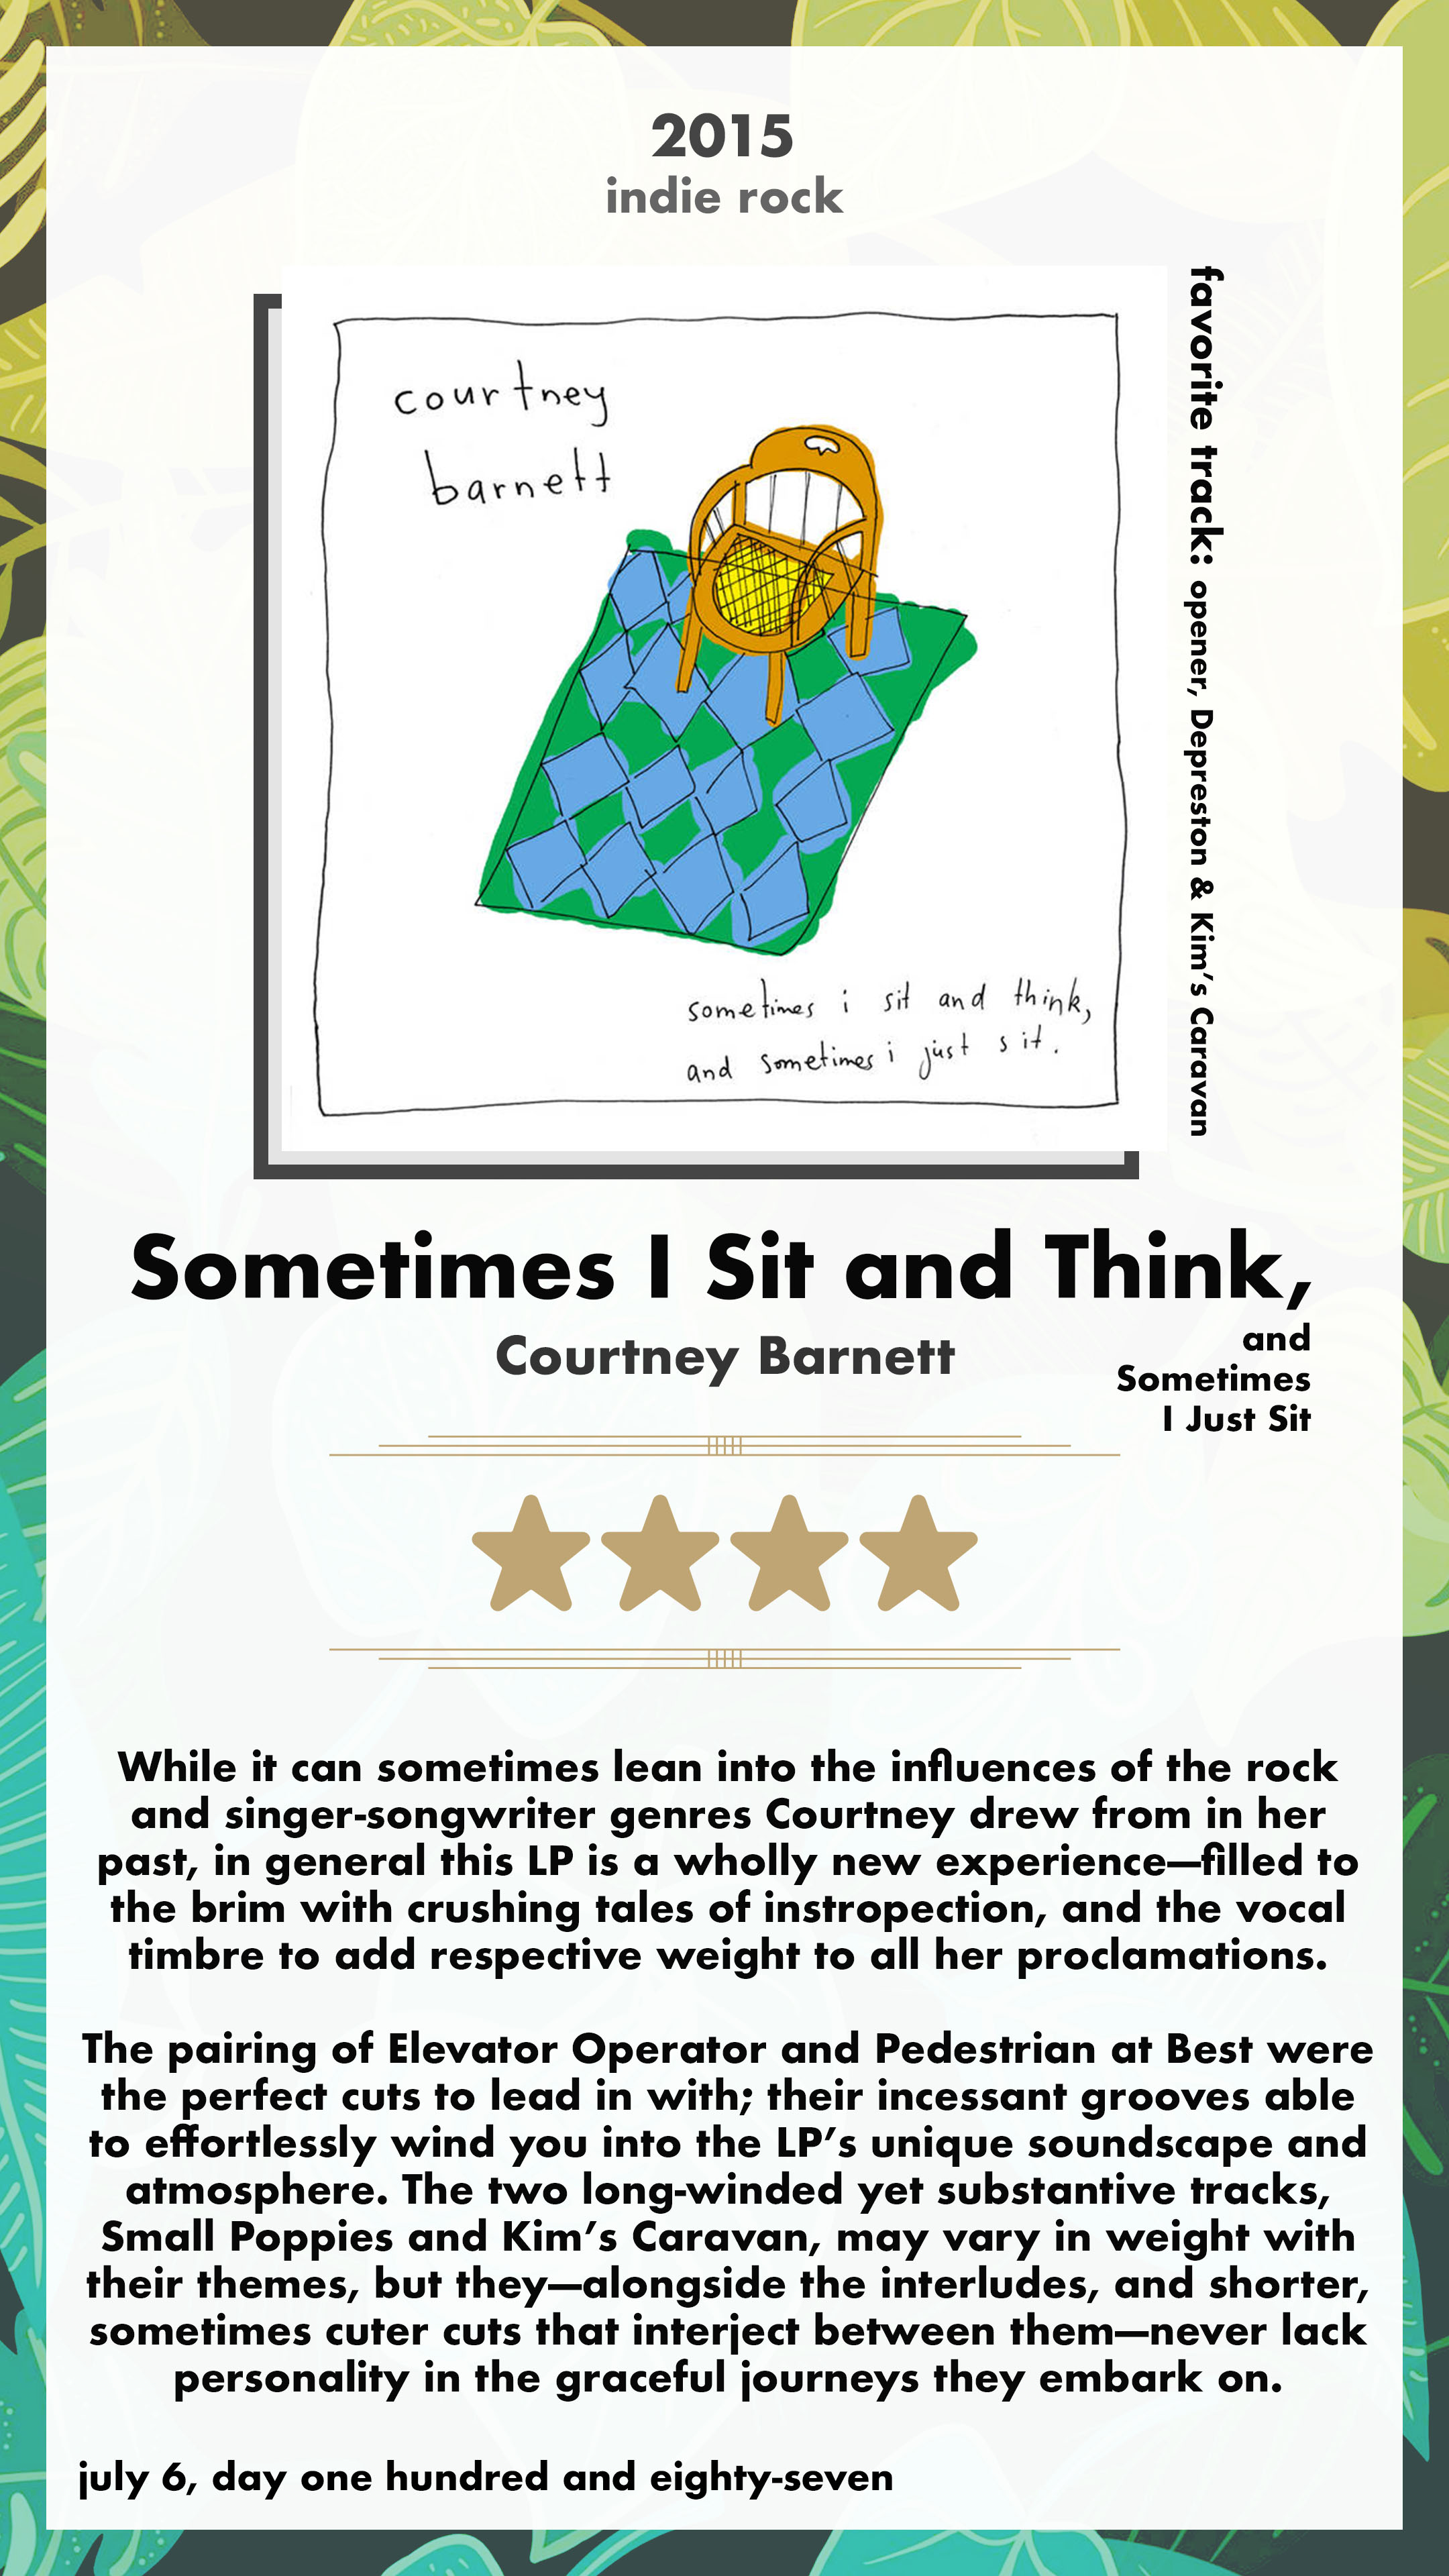 2015
indie rock
courtney
barnett
sometimes i sit and think,
and sometimes i just sit.
favorite track: opener, Depreston & Kim's Caravan
Sometimes I Sit and Think,
and
Sometimes
I Just Sit
Courtney Barnett
While it can sometimes lean into the influences of the rock
and singer-songwriter genres Courtney drew from in her
past, in general this LP is a wholly new experience—filled to
the brim with crushing tales of instropection, and the vocal
timbre to add respective weight to all her proclamations.
The pairing of Elevator Operator and Pedestrian at Best were
the perfect cuts to lead in with; their incessant grooves able
to effortlessly wind you into the LP's unique soundscape and
atmosphere. The two long-winded yet substantive tracks,
Small Poppies and Kim's Caravan, may vary in weight with
their themes, but they—alongside the interludes, and shorter,
sometimes cuter cuts that interject between them—never lack
personality in the graceful journeys they embark on.
july 6, day one hundred and eighty-seven